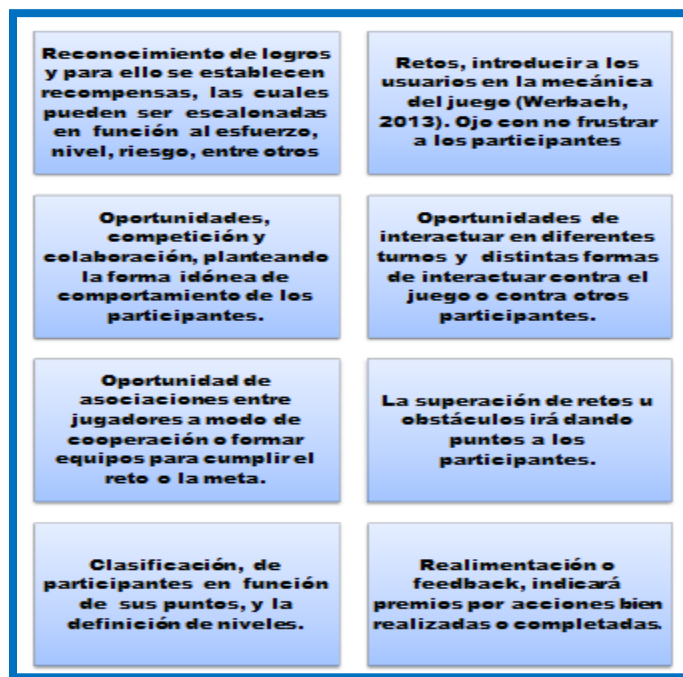 Reconocimiento de logros
y para ello se establecen
recompensas, las cuales
pueden ser escalonadas
en función al esfuerzo,
nivel, riesgo, entre otros
Retos, introducir a los
usuarios en la mecánica
del juego (Werbach,
2013). Ojo con no frustrar
a los participantes
Oportunidades,
competición y
colaboración, planteando
la forma idónea de
comportamiento de los
participantes.
Oportunidades de
interactuar en diferentes
turnos y distintas formas
de interactuar contra el
juego o contra otros
participantes.
Oportunidad de
asociaciones entre
jugadores a modo de
cooperación o formar
equipos para cumplir el
reto o la meta.
La superación de retos u
obstáculos irá dando
puntos a los
participantes.
Clasificación, de
participantes en función
de sus puntos, y la
definición de niveles.
Realimentación o
feedback, indicará
premios por acciones bien
realizadas o completadas.